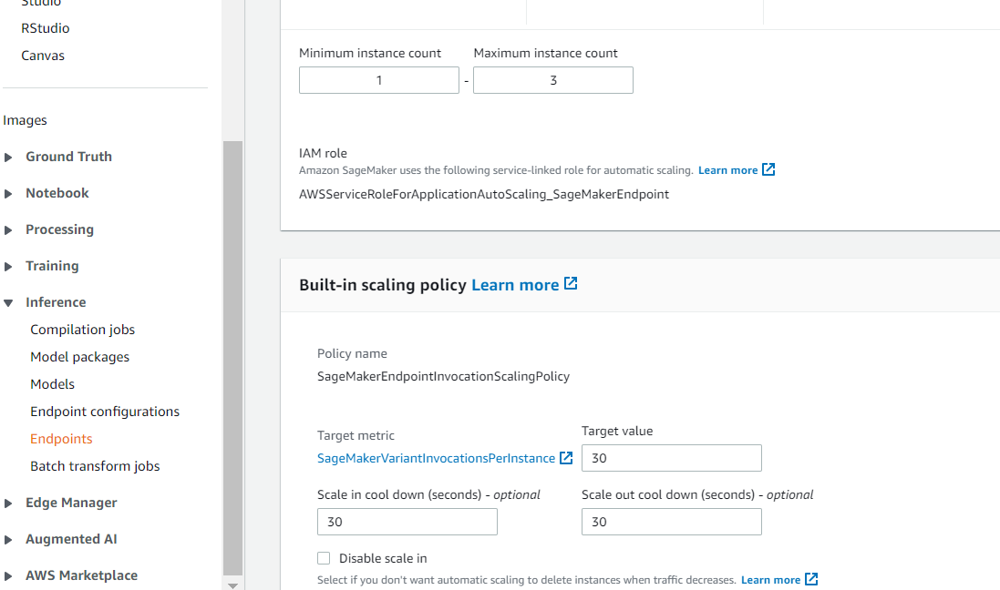 Studio
RStudio
Canvas
Images
Ground Truth
Notebook
Processing
Training
Inference
Compilation jobs
Model packages
Models
Endpoint configurations
Endpoints
Batch transform jobs
Edge Manager
Augmented AI
AWS Marketplace
Minimum instance count Maximum instance count
1 - 3
IAM role
Amazon SageMaker uses the following service-linked role for automatic scaling. Learn more
AWSServiceRoleForApplicationAutoScaling_SageMakerEndpoint
Built-in scaling policy Learn more
Policy name
SageMakerEndpointInvocationScalingPolicy
Target metric Target value
SageMakerVariantInvocationsPerInstance 30
Scale in cool down (seconds) - optional Scale out cool down (seconds) - optional
30 30
Disable scale in
Select if you don't want automatic scaling to delete instances when traffic decreases. Learn more